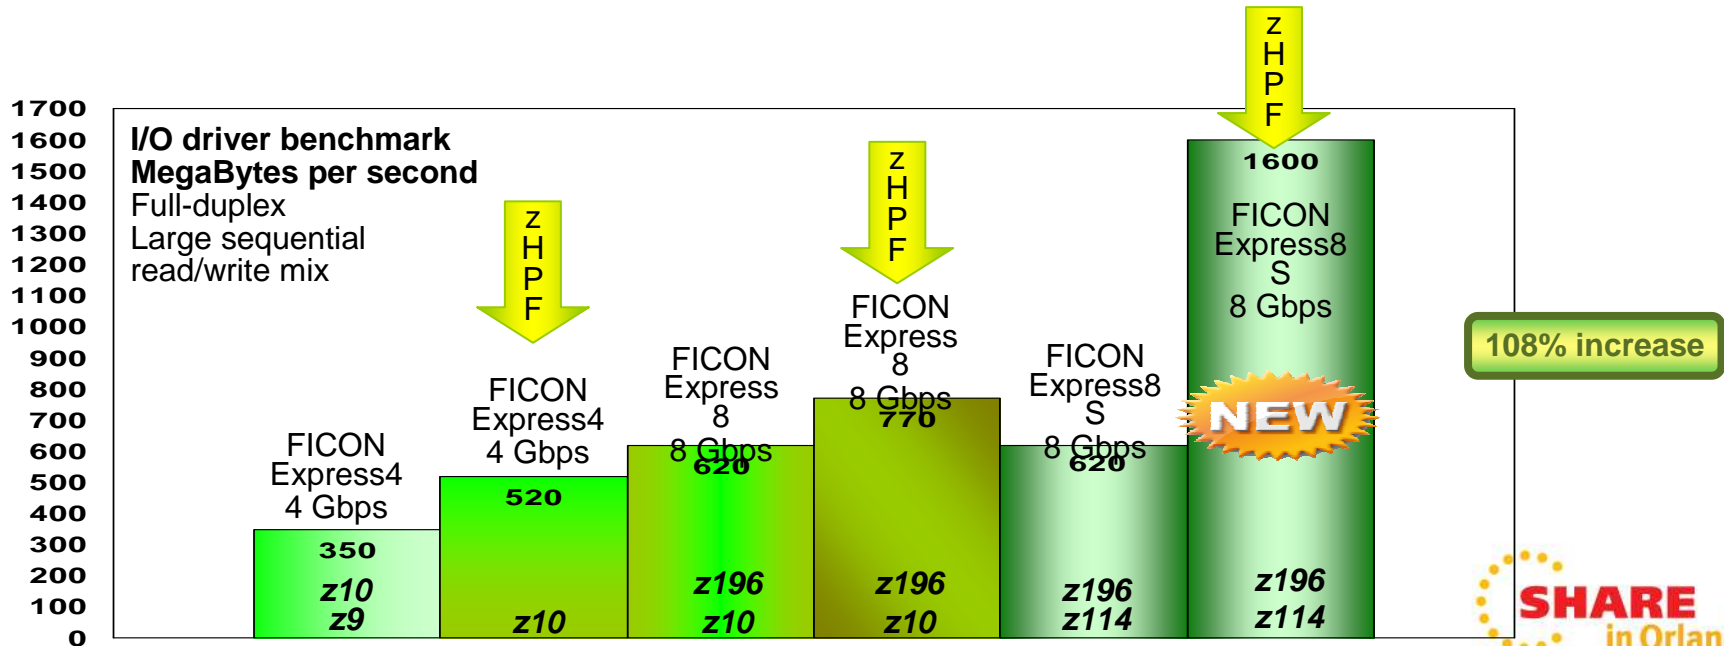 1700
1600
1500
1400
1300
1200
1100
1000
900
800
700
600
500
400
300
200
100
0
I/O driver benchmark
MegaBytes per second
Full-duplex
Large sequential
read/write mix
FICON
Express4
4 Gbps
350
z10
z9
z
H
P
F
FICON
Express4
4 Gbps
520
z10
FICON
Express
8
8 Gbps
620
z196
z10
z
H
P
F
FICON
Express
8
8 Gbps
770
z196
z10
FICON
Express8
S
8 Gbps
620
z196
z114
z
H
P
F
1600
FICON
Express8
S
8 Gbps
NEW
z196
z114
108% increase
SHARE
in Orlan